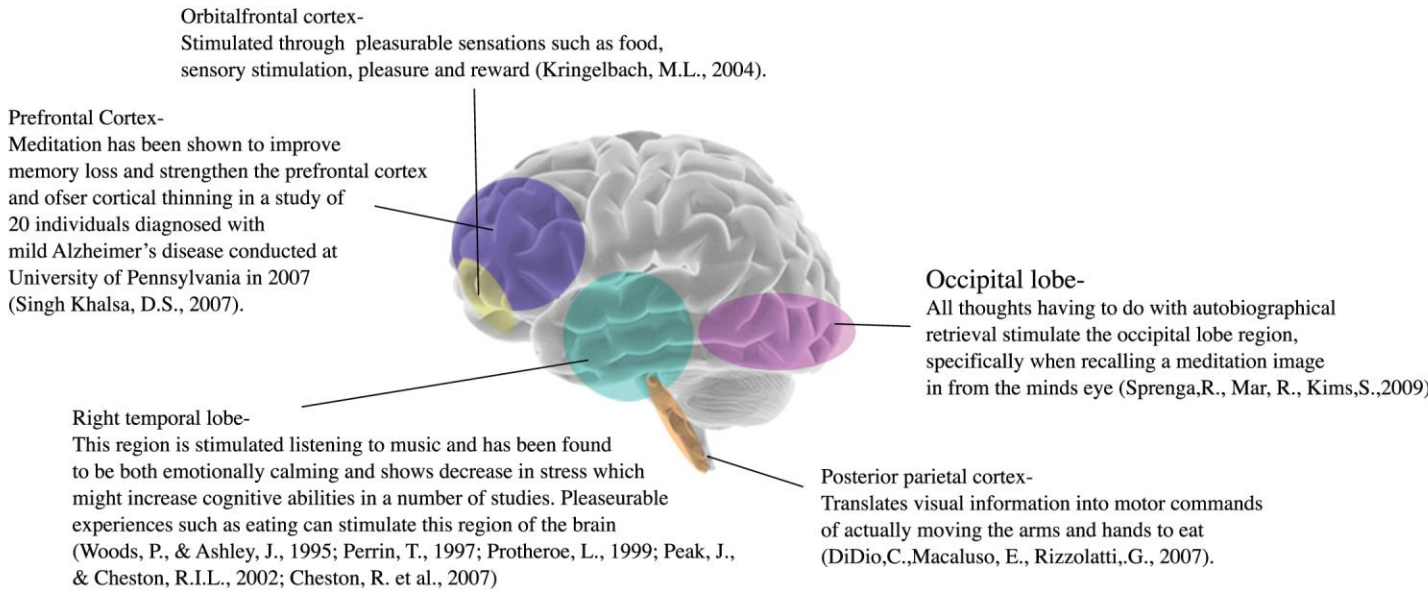 Orbitalfrontal cortex-
Stimulated through pleasurable sensations such as food,
sensory stimulation, pleasure and reward (Kringelbach, M.L., 2004).
Prefrontal Cortex-
Meditation has been shown to improve
memory loss and strengthen the prefrontal cortex
and ofser cortical thinning in a study of
20 individuals diagnosed with
mild Alzheimer’s disease conducted at
University of Pennsylvania in 2007
(Singh Khalsa, D.S., 2007).
Occipital lobe-
All thoughts having to do with autobiographical
retrieval stimulate the occipital lobe region,
specifically when recalling a meditation image
in from the minds eye (Sprenga,R., Mar, R., Kims,S.,2009)
Right temporal lobe-
This region is stimulated listening to music and has been found
to be both emotionally calming and shows decrease in stress which
might increase cognitive abilities in a number of studies. Pleaseurable
experiences such as eating can stimulate this region of the brain
(Woods, P., & Ashley, J., 1995; Perrin, T., 1997; Protheroe, L., 1999; Peak, J.,
& Cheston, R.I.L., 2002; Cheston, R. et al., 2007)
Posterior parietal cortex-
Translates visual information into motor commands
of actually moving the arms and hands to eat
(DiDio,C.,Macaluso, E., Rizzolatti,.G., 2007).